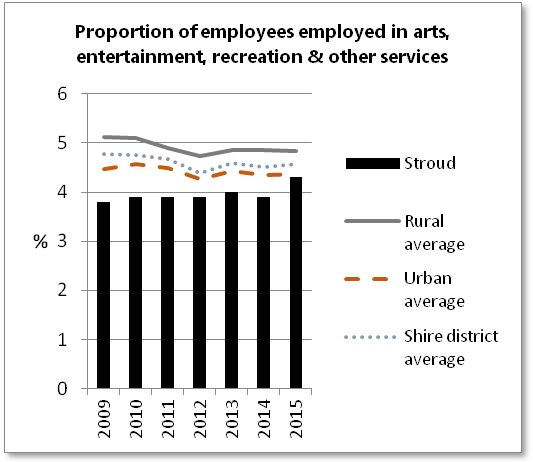 Proportion of employees employed in arts,
entertainment, recreation & other services
6
5
4
3
2
1
0
%
2009
2010
2011
2012
2013
2014
2015
Stroud
Rural
average
Urban
average
Shire district
average